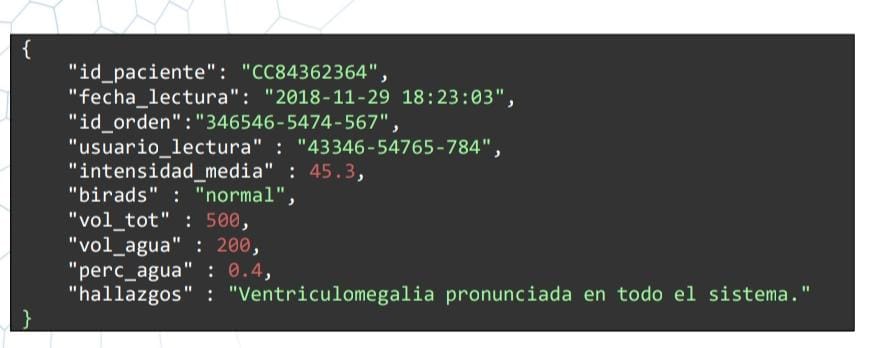 {
"id_paciente": "CC84362364",
"fecha_lectura": "2018-11-29 18:23:03",
"id_orden":"346546-5474-567",
"usuario_lectura" : "43346-54765-784",
"intensidad_media" : 45.3,
"birads" : "normal",
"vol_tot" : 500,
"vol_agua" : 200,
"perc_agua" : 0.4,
"hallazgos" : "Ventriculomegalia pronunciada en todo el sistema."
}